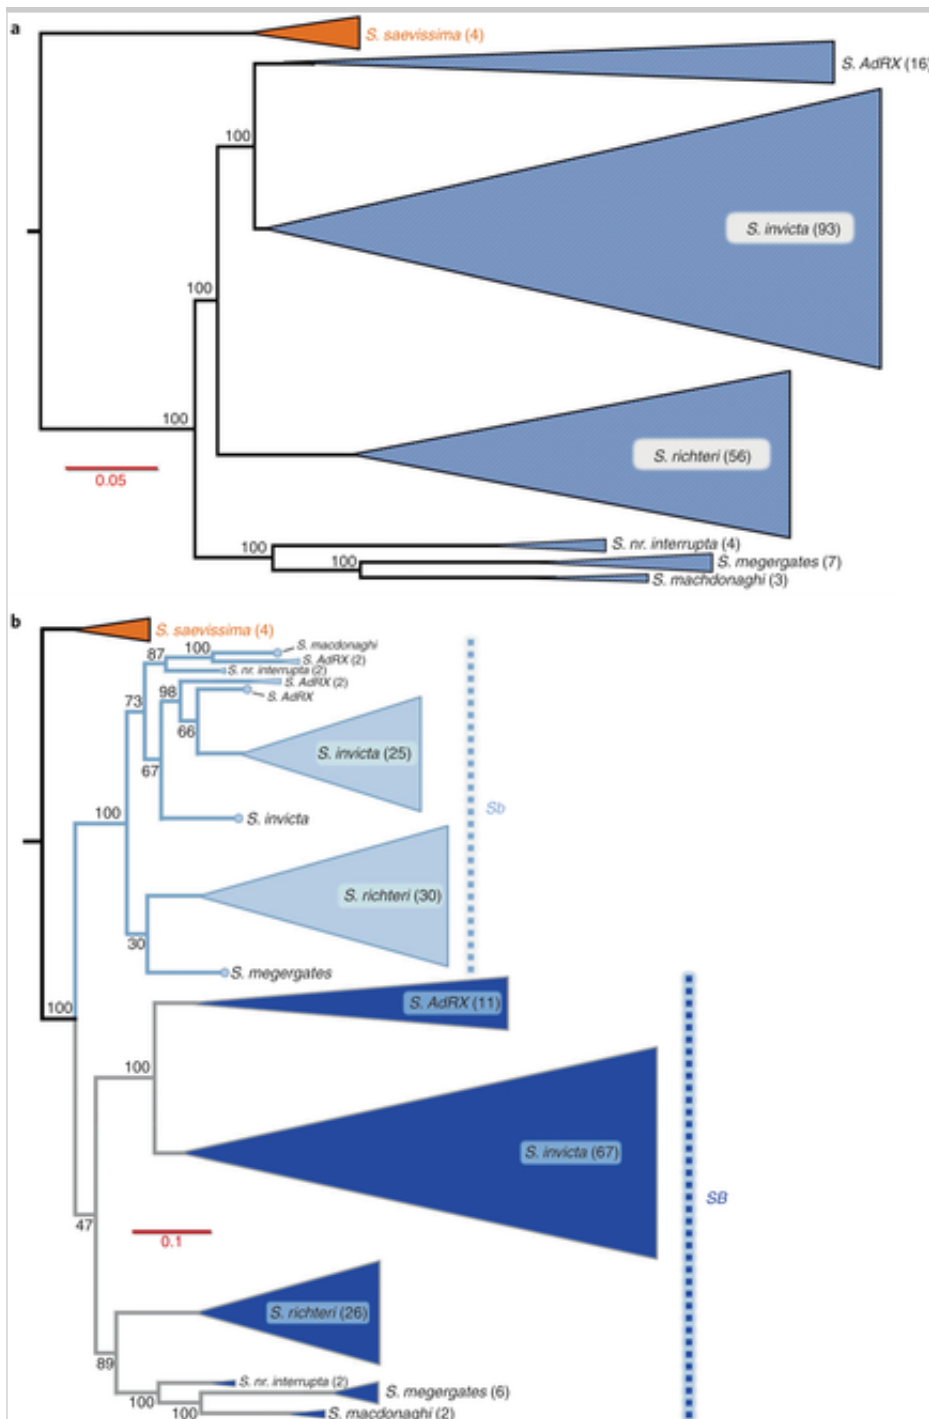 a
S. saevissima (4)
S. AdRX (16)
100
S. invicta (93)
100
100
S. richteri (56)
0.05
100
S. nr. interrupta (4)
100
S. megergates (7)
S. machdonaghi (3)
b
S. saevissima (4)
100
S. macdonaghi
87
S. AdRX (2)
S. nr. interrupta (2)
S. AdRX (2)
73
98
S. AdRX
66
S. invicta (25)
67
Sb
100
S. invicta
S. richteri (30)
30
S. megergates
100
S. AdRX (11)
100
S. invicta (67)
SB
47
0.1
S. richteri (26)
89
S. nr. interrupta (2)
S. megergates (6)
100
100
S. macdonaghi (2)